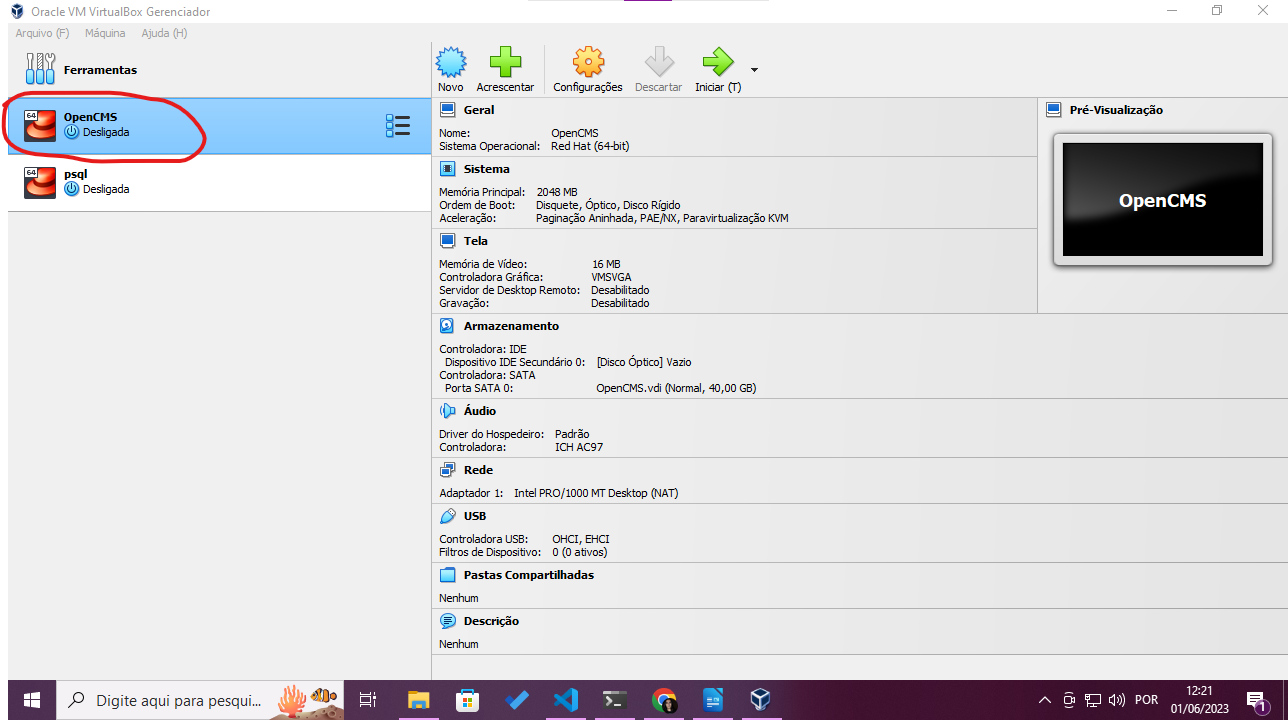 Oracle VM VirtualBox Gerenciador
Arquivo (F) Máquina Ajuda (H)
Ferramentas
64 OpenCMS
Desligada
64 psql
Desligada
Novo Acrescentar Configurações Descartar Iniciar (T)
Geral
Nome: OpenCMS
Sistema Operacional: Red Hat (64-bit)
Sistema
Memória Principal: 2048 MB
Ordem de Boot: Disquete, Óptico, Disco Rígido
Aceleração: Paginação Aninhada, PAE/NX, Paravirtualização KVM
Tela
Memória de Vídeo: 16 MB
Controladora Gráfica: VMSVGA
Servidor de Desktop Remoto: Desabilitado
Gravação: Desabilitado
Armazenamento
Controladora: IDE
Dispositivo IDE Secundário 0: [Disco Óptico] Vazio
Controladora: SATA
Porta SATA 0: OpenCMS.vdi (Normal, 40,00 GB)
Áudio
Driver do Hospedeiro: Padrão
Controladora: ICH AC97
Rede
Adaptador 1: Intel PRO/1000 MT Desktop (NAT)
USB
Controladora USB: OHCI, EHCI
Filtros de Dispositivo: 0 (0 ativos)
Pastas Compartilhadas
Nenhum
Descrição
Nenhum
Pré-Visualização
OpenCMS
Digite aqui para pesqui...
POR
12:21
01/06/2023
1